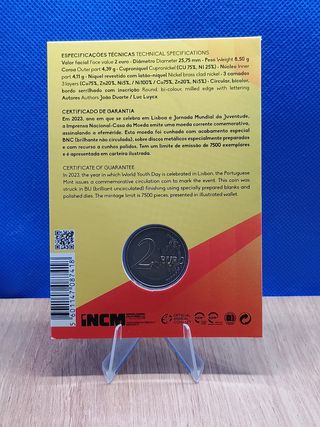 ESPECIFICAÇÕES TÉCNICAS TECHNICAL SPECIFICATIONS
Valor facial Face value 2 euro - Diâmetro Diameter 25,75 mm - Peso Weight 8,50 g
Coroa Outer part 4,39 g - Cuproníquel Cupronickel (CU 75%, Ni 25%) - Núcleo Inner
part 4,11 g - Níquel revestido com latão-níquel Nickel brass clad nickel - 3 camadas
3 layers (Cu75%, Zn20%, Ni5% / Ni100% / Cu75%, Zn20%, Ni5%) - Circular, bicolor,
bordo serrilhado com inscrição Round, bi-colour, milled edge with lettering
Autores Authors João Duarte / Luc Luycx
CERTIFICADO DE GARANTIA
Em 2023, ano em que se celebra em Lisboa a Jornada Mundial da Juventude,
a Imprensa Nacional-Casa da Moeda emite uma moeda corrente comemorativa,
assinalando a efeméride. Esta moeda foi cunhada com acabamento especial
BNC (brilhante não circulada), sobre discos metálicos especialmente preparados
e com recurso a cunhos polidos. Tem um limite de emissão de 7500 exemplares
e é apresentada em carteira ilustrada.
CERTIFICATE OF GUARANTEE
In 2023, the year in which World Youth Day is celebrated in Lisbon, the Portuguese
Mint issues a commemorative circulation coin to mark the event. This coin was
struck in BU (brilliant uncirculated) finishing using specially prepared blanks and
polished dies. The mintage limit is 7500 pieces, presented in illustrated wallet.
2 EURO
5 601147 087418
INCM